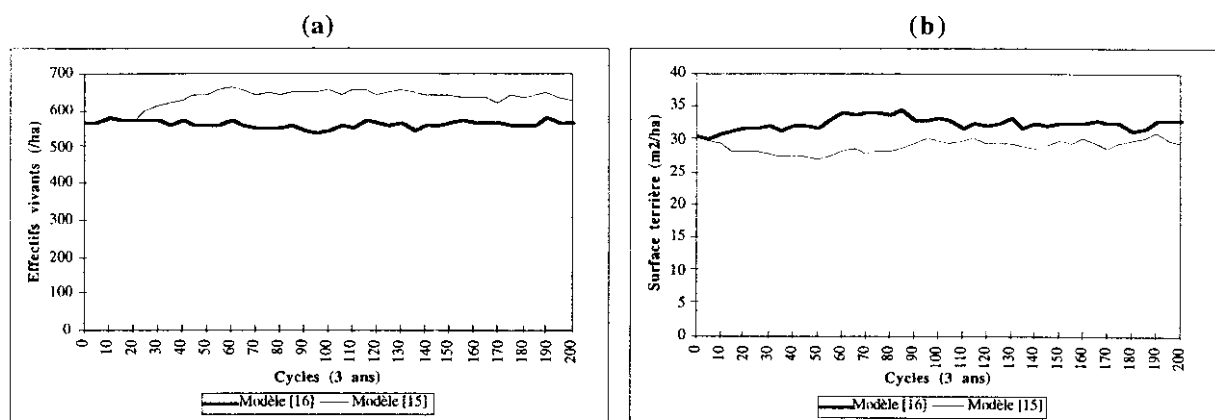 (a)
Effectifs vivants (/ha)
700
600
500
400
300
200
100
0
0 10 20 30 40 50 60 70 80 90 100 110 120 130 140 150 160 170 180 190 200
Cycles (3 ans)
Modèle [16] Modèle [15]
(b)
Surface terrière (m2/ha)
40
35
30
25
20
15
10
5
0
0 10 20 30 40 50 60 70 80 90 100 110 120 130 140 150 160 170 180 190 200
Cycles (3 ans)
Modèle [16] Modèle [15]